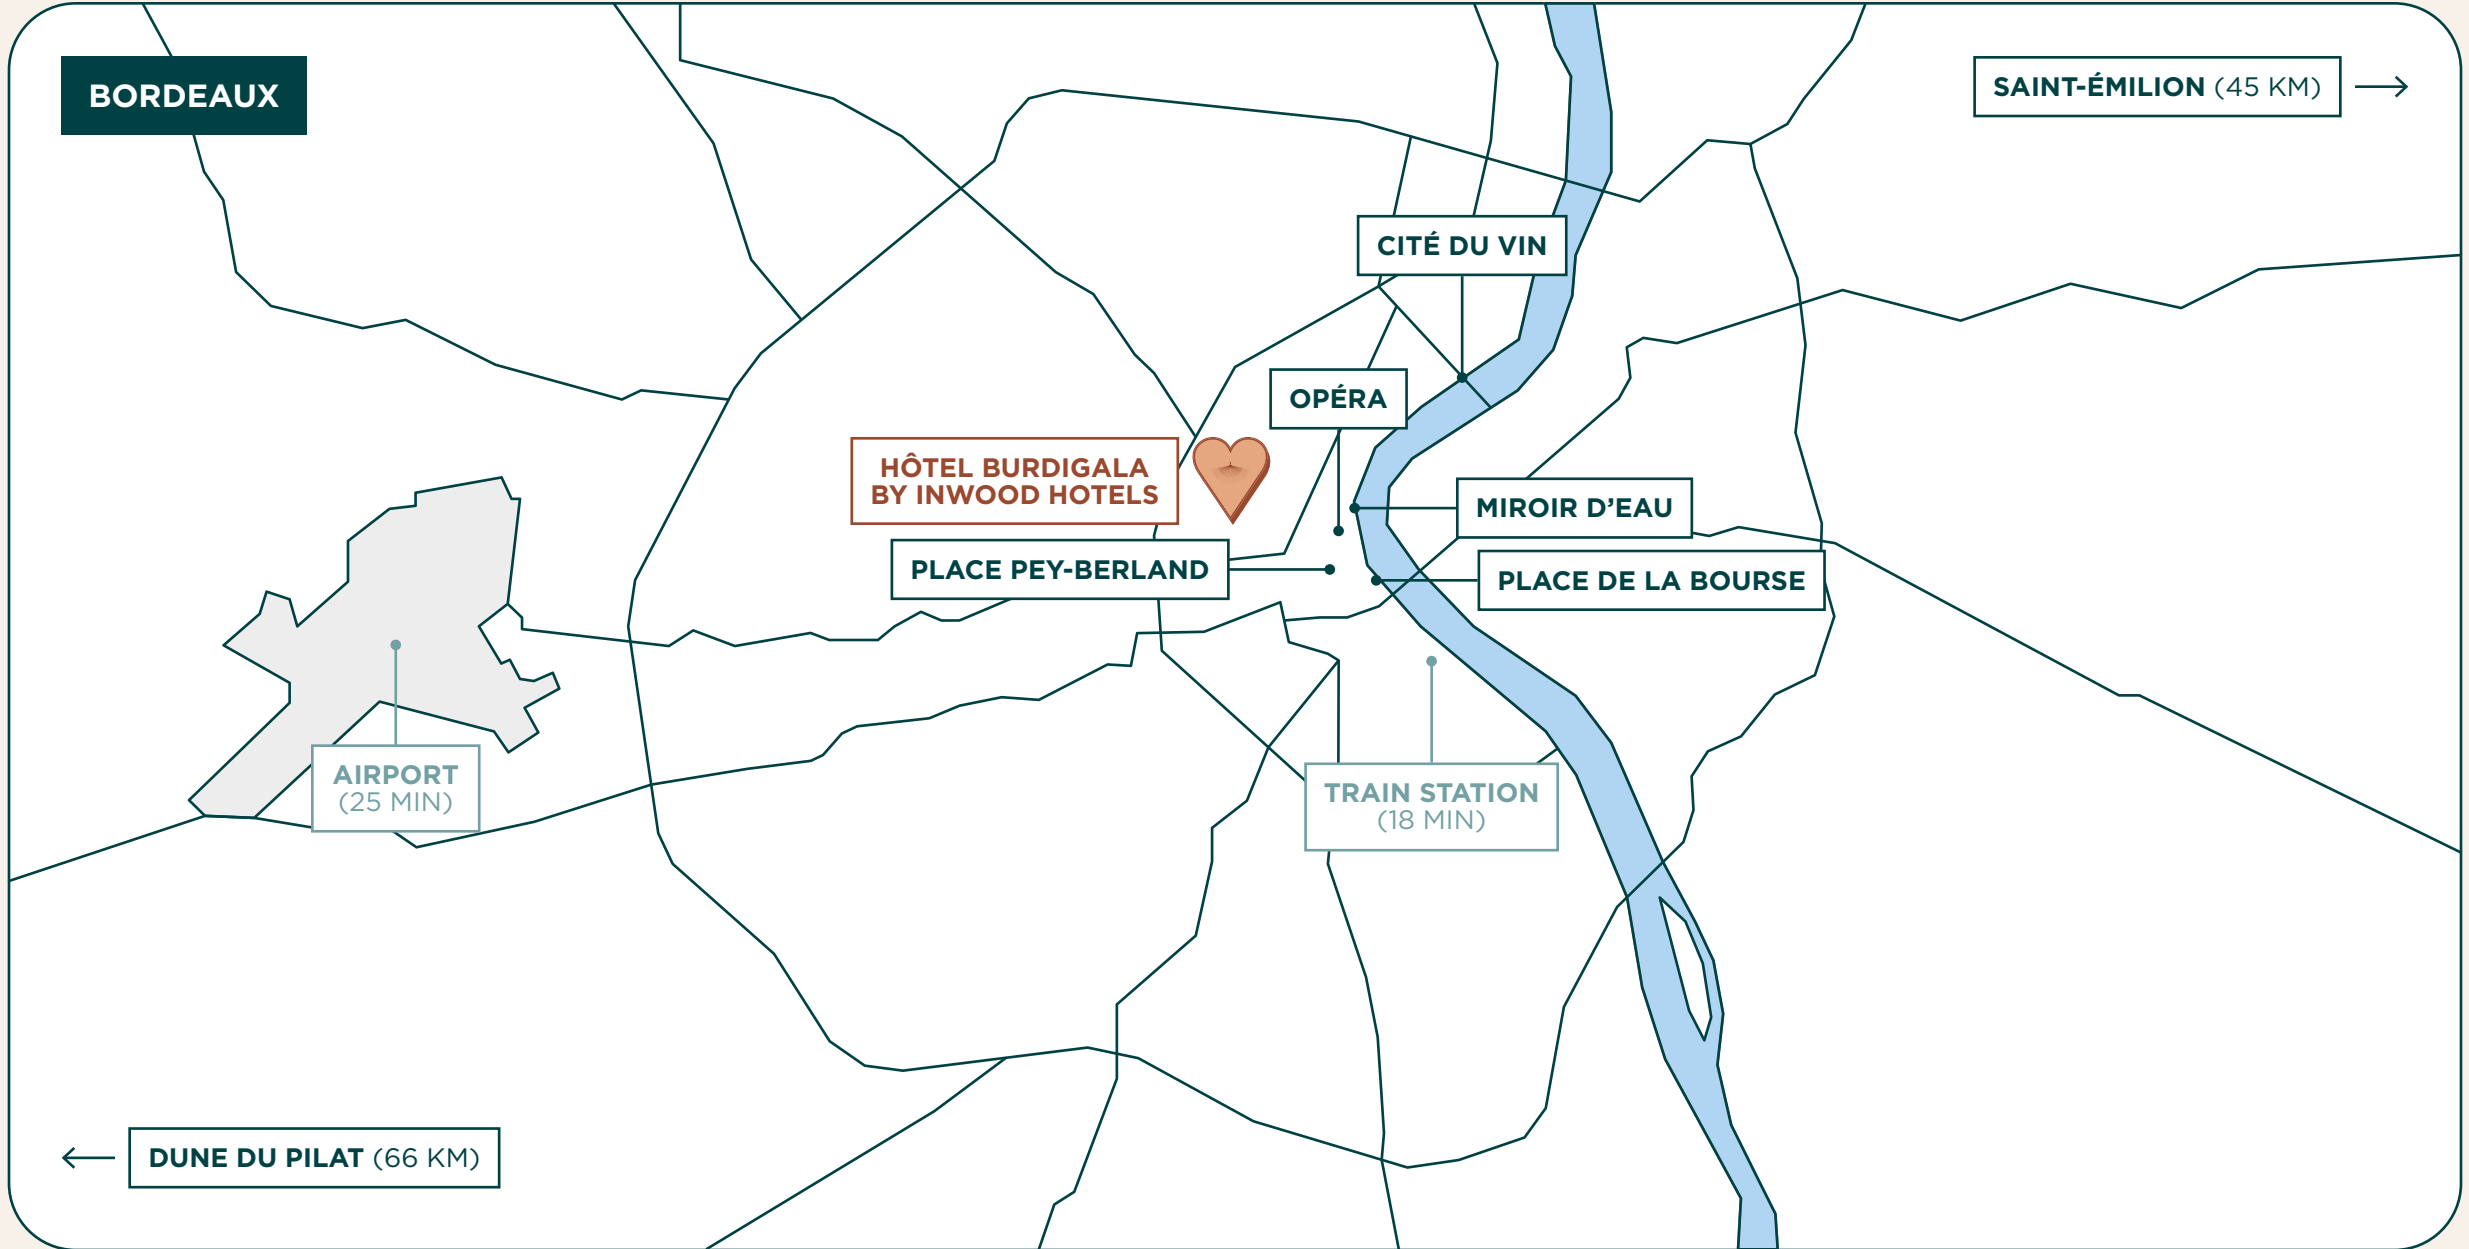 BORDEAUX
SAINT-ÉMILION (45 KM)
CITÉ DU VIN
OPÉRA
HÔTEL BURDIGALA
BY INWOOD HOTELS
MIROIR D’EAU
PLACE PEY-BERLAND
PLACE DE LA BOURSE
AIRPORT
(25 MIN)
TRAIN STATION
(18 MIN)
DUNE DU PILAT (66 KM)